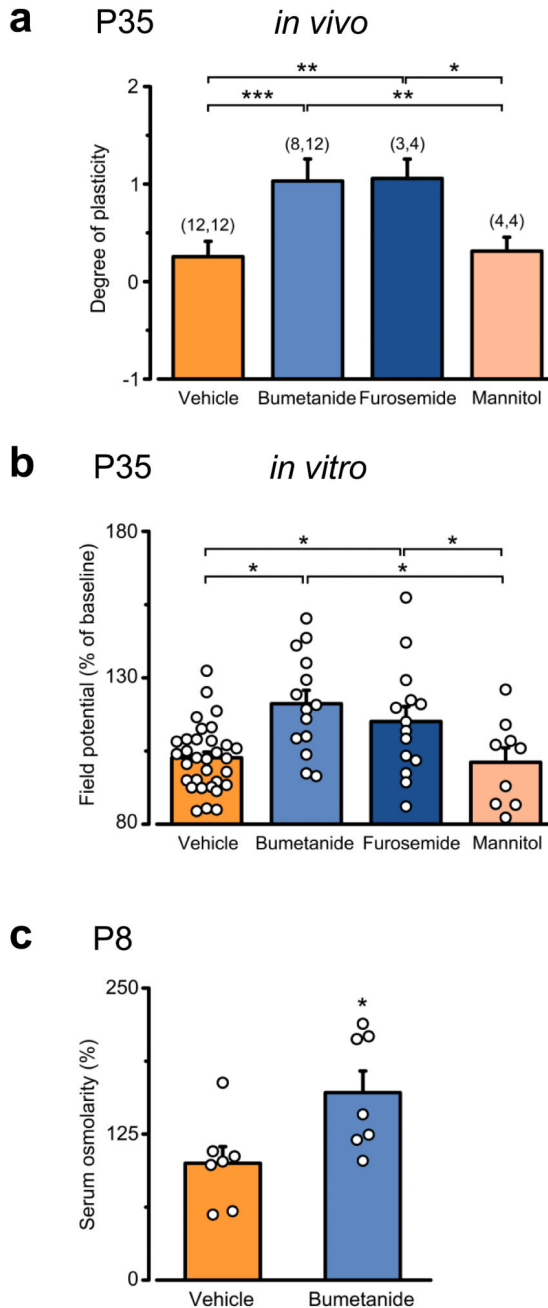 a P35 in vivo
** *
*** **
2
(8,12) (3,4)
1
(12,12) (4,4)
0
-1
Degree of plasticity
Vehicle Bumetanide Furosemide Mannitol
b P35 in vitro
180
* *
* *
130
80
Field potential (% of baseline)
Vehicle Bumetanide Furosemide Mannitol
c P8
250
*
125
0
Serum osmolarity (%)
Vehicle Bumetanide